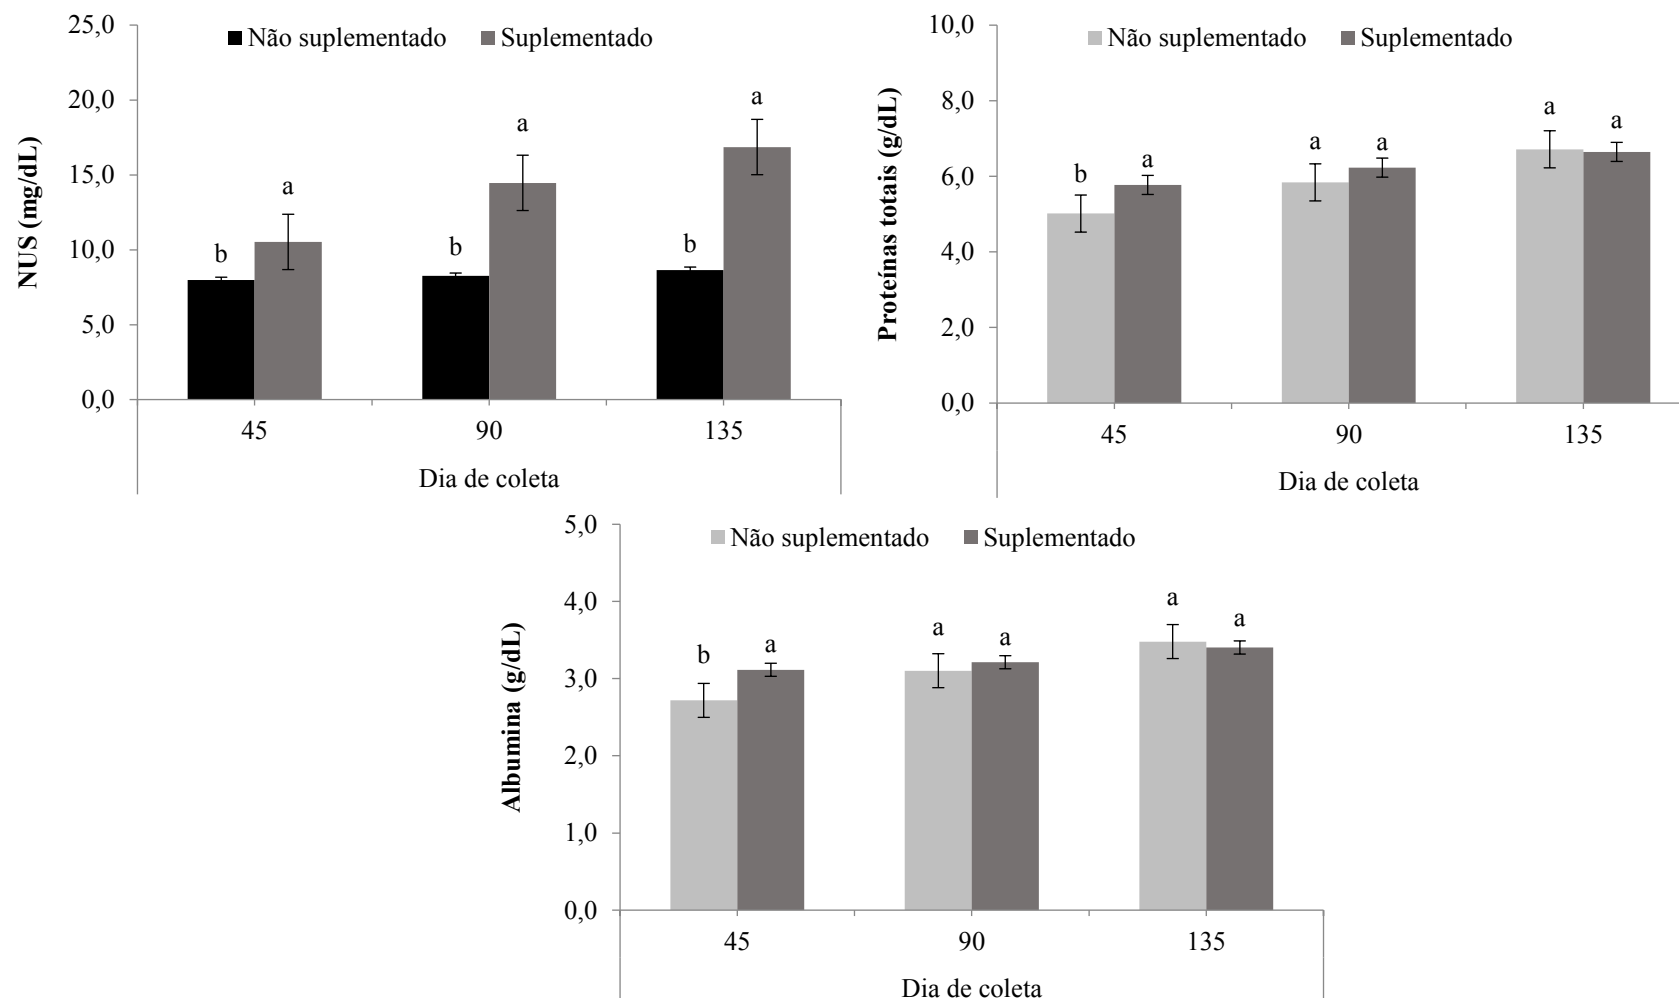 NUS (mg/dL)
25,0
20,0
15,0
10,0
5,0
0,0
Não suplementado Suplementado
b a b a b a
45 90 135
Dia de coleta
Proteínas totais (g/dL)
10,0
8,0
6,0
4,0
2,0
0,0
Não suplementado Suplementado
b a a a a a
45 90 135
Dia de coleta
Albumina (g/dL)
5,0
4,0
3,0
2,0
1,0
0,0
Não suplementado Suplementado
b a a a a a
45 90 135
Dia de coleta